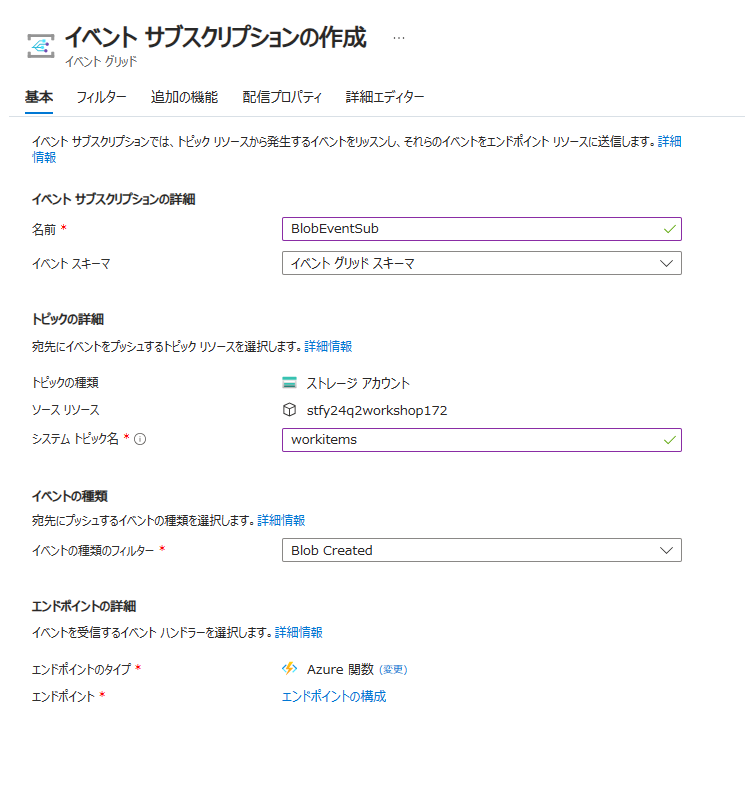 イベント サブスクリプションの作成 …
イベント グリッド
基本 フィルター 追加の機能 配信プロパティ 詳細エディター
イベント サブスクリプションでは、トピック リソースから発生するイベントをリッスンし、それらのイベントをエンドポイント リソースに送信します。詳細
情報
イベント サブスクリプションの詳細
名前 * BlobEventSub
イベント スキーマ イベント グリッド スキーマ
トピックの詳細
宛先にイベントをプッシュするトピック リソースを選択します。詳細情報
トピックの種類 ストレージ アカウント
ソース リソース stfy24q2workshop172
システム トピック名 * workitems
イベントの種類
宛先にプッシュするイベントの種類を選択します。詳細情報
イベントの種類のフィルター * Blob Created
エンドポイントの詳細
イベントを受信するイベント ハンドラーを選択します。詳細情報
エンドポイントのタイプ * Azure 関数 (変更)
エンドポイント * エンドポイントの構成